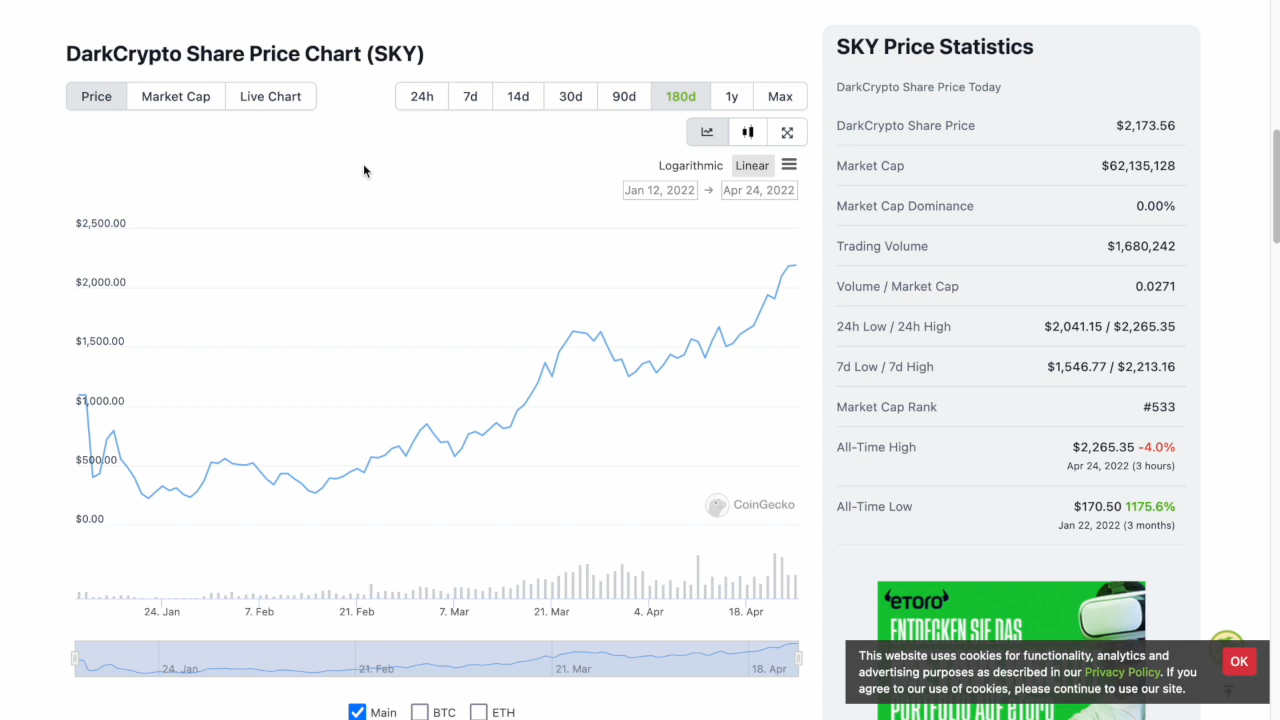 DarkCrypto Share Price Chart (SKY)
Price Market Cap Live Chart
24h 7d 14d 30d 90d 180d 1y Max
Logarithmic Linear
Jan 12, 2022 → Apr 24, 2022
$2,500.00
$2,000.00
$1,500.00
$1,000.00
$500.00
$0.00
CoinGecko
24. Jan 7. Feb 21. Feb 7. Mar 21. Mar 4. Apr 18. Apr
24. Jan 21. Feb 21. Mar 18. Apr
Main BTC ETH
SKY Price Statistics
DarkCrypto Share Price Today
DarkCrypto Share Price $2,173.56
Market Cap $62,135,128
Market Cap Dominance 0.00%
Trading Volume $1,680,242
Volume / Market Cap 0.0271
24h Low / 24h High $2,041.15 / $2,265.35
7d Low / 7d High $1,546.77 / $2,213.16
Market Cap Rank #533
All-Time High $2,265.35 -4.0%
Apr 24, 2022 (3 hours)
All-Time Low $170.50 1175.6%
Jan 22, 2022 (3 months)
eToro
ENTDECKEN SIE DAS
PORTFOLIO AUF eToro
This website uses cookies for functionality, analytics and
advertising purposes as described in our Privacy Policy. If you
agree to our use of cookies, please continue to use our site.
OK